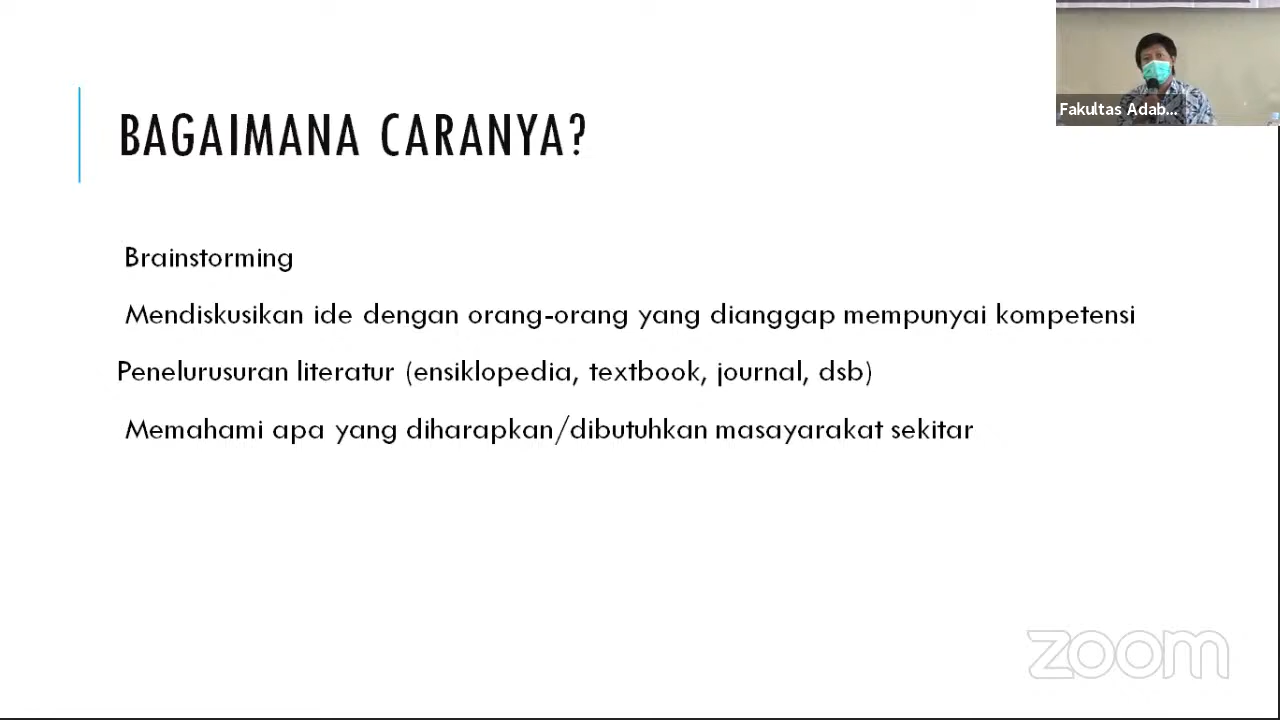 BAGAIMANA CARANYA?
Brainstorming
Mendiskusikan ide dengan orang-orang yang dianggap mempunyai kompetensi
Penelurusuran literatur (ensiklopedia, textbook, journal, dsb)
Memahami apa yang diharapkan/dibutuhkan masayarakat sekitar
Fakultas Adab...
zoom